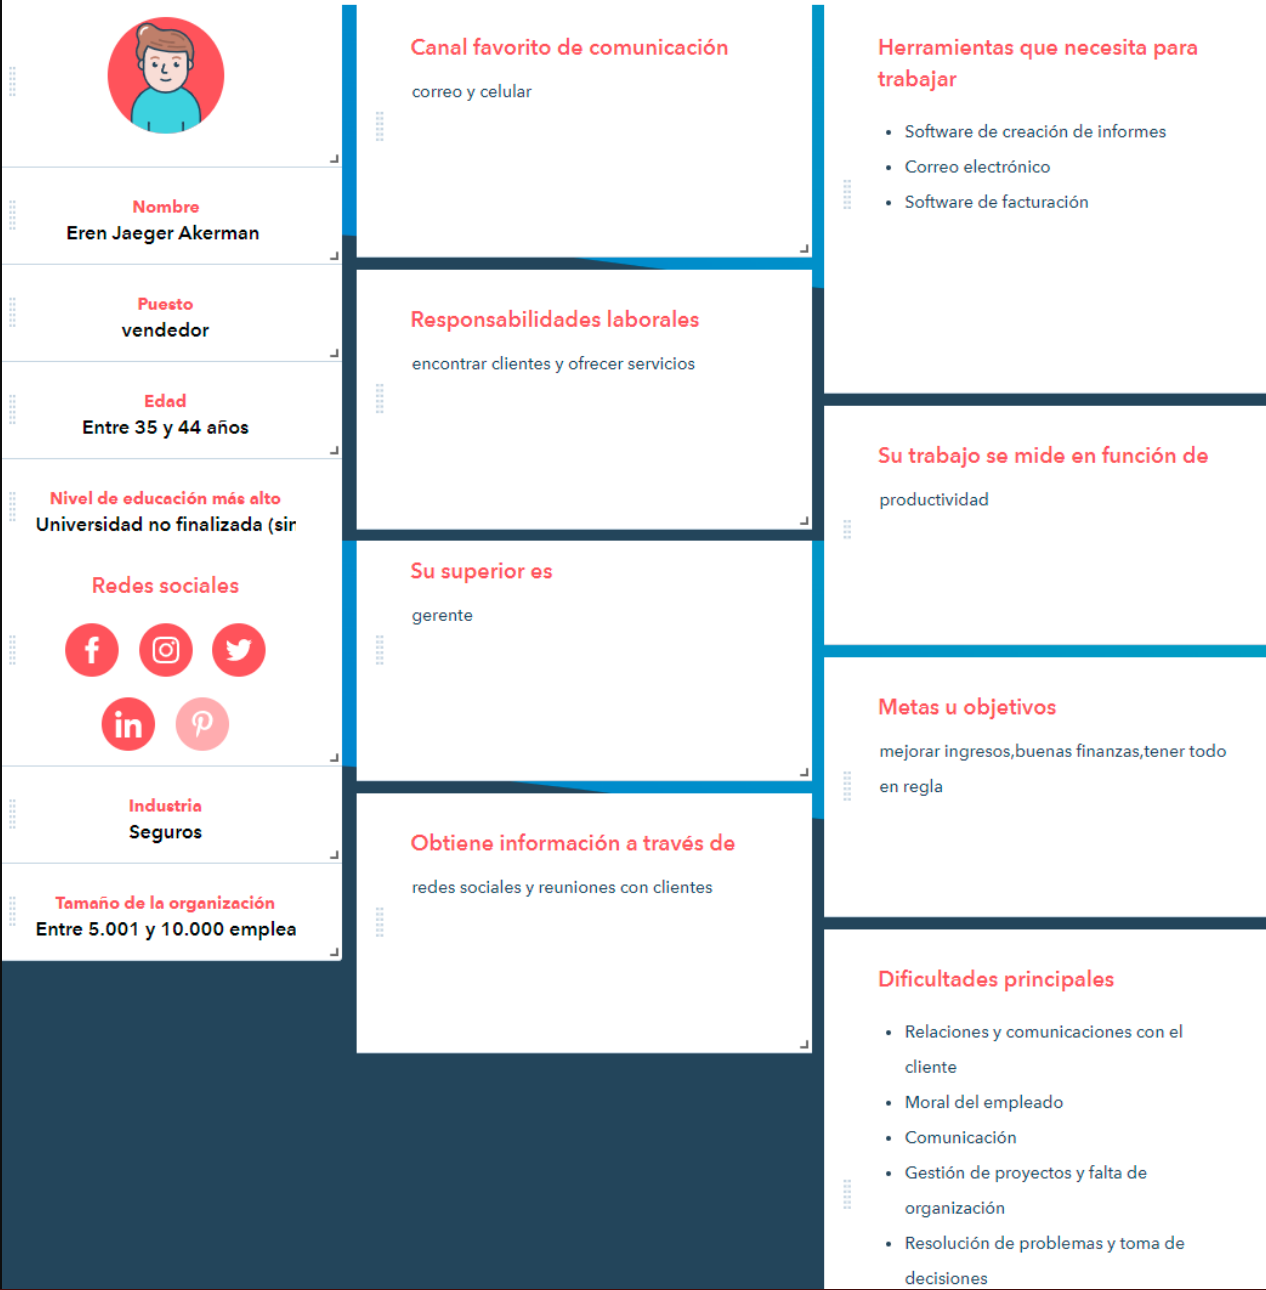 Nombre
Eren Jaeger Akerman
Puesto
vendedor
Edad
Entre 35 y 44 años
Nivel de educación más alto
Universidad no finalizada (sin
Redes sociales
Industria
Seguros
Tamaño de la organización
Entre 5.001 y 10.000 emplea
Canal favorito de comunicación
correo y celular
Responsabilidades laborales
encontrar clientes y ofrecer servicios
Su superior es
gerente
Obtiene información a través de
redes sociales y reuniones con clientes
Herramientas que necesita para
trabajar
• Software de creación de informes
• Correo electrónico
• Software de facturación
Su trabajo se mide en función de
productividad
Metas u objetivos
mejorar ingresos,buenas finanzas,tener todo
en regla
Dificultades principales
• Relaciones y comunicaciones con el
cliente
• Moral del empleado
• Comunicación
• Gestión de proyectos y falta de
organización
• Resolución de problemas y toma de
decisiones